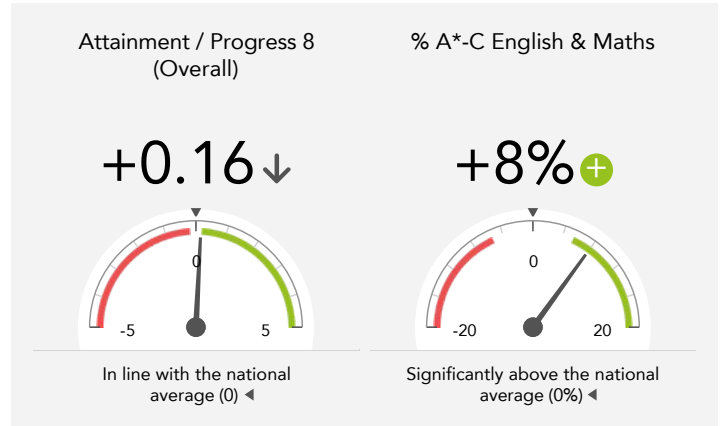 Attainment / Progress 8
(Overall)
+0.16
0
-5
5
In line with the national
average (0)
% A*-C English & Maths
+8%
0
-20
20
Significantly above the national
average (0%)